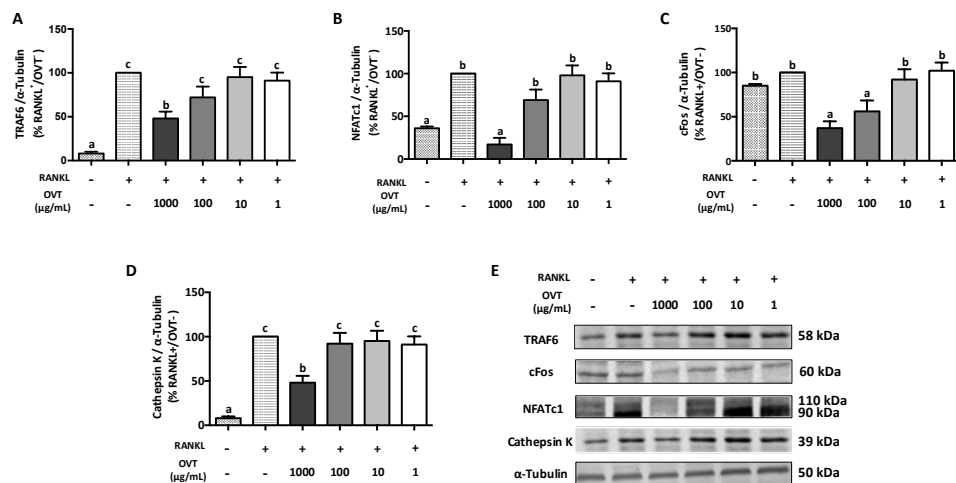 A
TRAF6 /α-Tubulin
(% RANKL⁺/OVT⁻)
150
100
50
0
a
c
b
c
c
c
RANKL - + + + + +
OVT
(μg/mL) - - 1000 100 10 1
B
NFATc1 / α-Tubulin
(% RANKL⁺/OVT⁻)
150
100
50
0
a
b
a
b
b
b
RANKL - + + + + +
OVT
(μg/mL) - - 1000 100 10 1
C
cFos / α-Tubulin
(% RANKL+/OVT-)
150
100
50
0
b
b
a
a
b
b
RANKL - + + + + +
OVT
(μg/mL) - - 1000 100 10 1
D
Cathepsin K / α-Tubulin
(% RANKL+/OVT-)
150
100
50
0
a
c
b
c
c
c
RANKL - + + + + +
OVT
(μg/mL) - - 1000 100 10 1
E
RANKL - + + + + +
OVT
(μg/mL) - - 1000 100 10 1
TRAF6 58 kDa
cFos 60 kDa
NFATc1 110 kDa
90 kDa
Cathepsin K 39 kDa
α-Tubulin 50 kDa